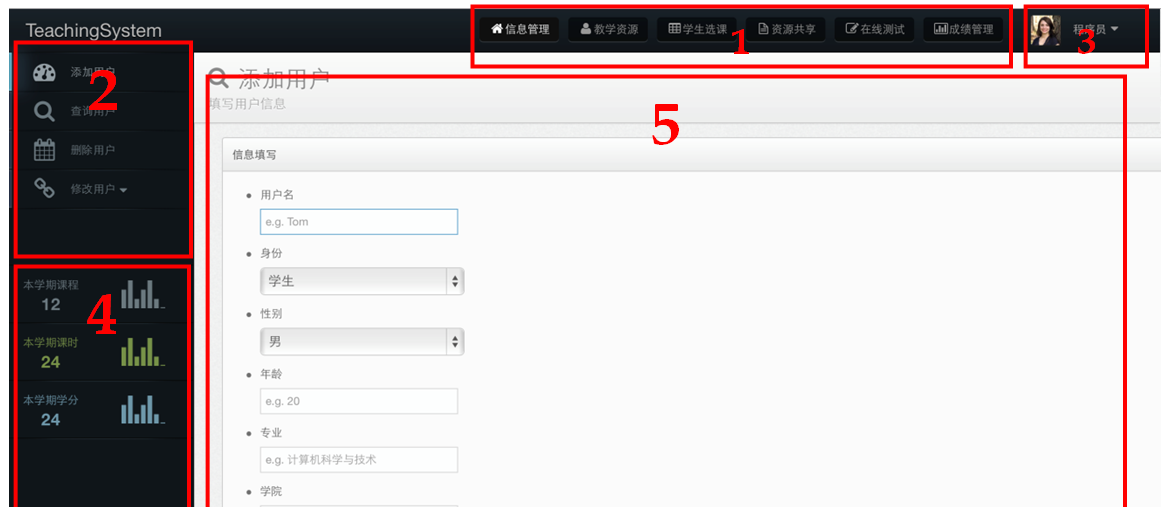 TeachingSystem
信息管理 教学资源 学生选课 资源共享 在线测试 成绩管理
1
程序员
3
添加用户
2
查询用户
删除用户
修改用户
本学期课程
12
4
本学期课时
24
本学期学分
24
添加用户
填写用户信息
5
信息填写
用户名
e.g. Tom
身份
学生
性别
男
年龄
e.g. 20
专业
e.g. 计算机科学与技术
学院